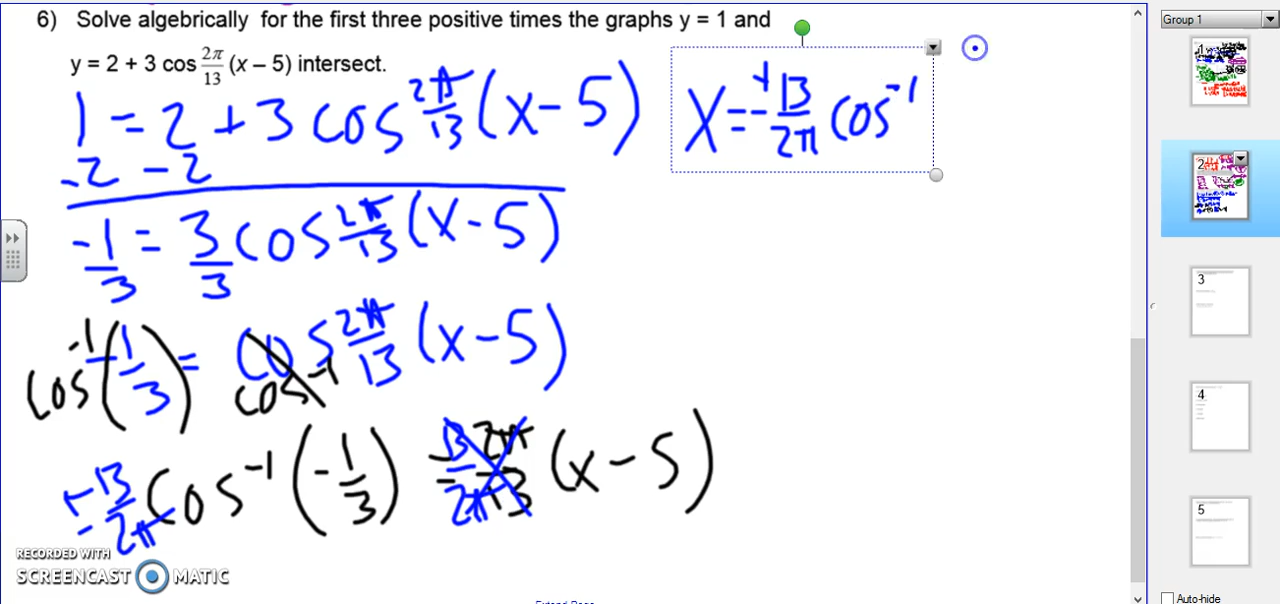 6) Solve algebrically for the first three positive times the graphs y = 1 and
y = 2 + 3 cos 2π/13 (x – 5) intersect.
1 = 2 + 3 cos 2π/13 (x - 5)
-2 -2
-1/3 = 3/3 cos 2π/13 (x - 5)
cos⁻¹(-1/3) = cos 2π/13 (x - 5)
cos⁻¹
13/2π cos⁻¹(-1/3) = 13/2π 2π/13 (x - 5)
x = ± 13/2π cos⁻¹
Group 1
2
3
4
5
Auto-hide
RECORDED WITH
SCREENCAST MATIC
Extend Page